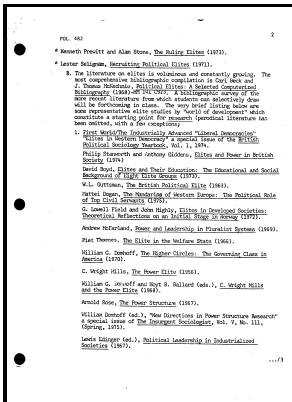 POL. 482
2
* Kenneth Prewitt and Alan Stone, The Ruling Elites (1973).
* Lester Seligman, Recruiting Political Elites (1971).
B. The literature on elites is voluminous and constantly growing. The
most comprehensive bibliographic compilation is Carl Beck and
J. Thomas McKechnie, Political Elites: A Selected Computerized
Bibliography (1968) A bibliographic survey of the
more recent literature from which students can selectively draw
will be forthcoming in class. The very brief listing below are
some representative elite studies by "world of development" which
constitute a starting point for research (perodical literature had
been omitted, with a few exceptions;
1. First World/The Industrially Advanced "Liberal Democracies"
"Elites in Western Democracy" a special issue of the British
Political Sociology Yearbook, Vol. 1, 1974.
Philip Stanworth and Anthony Giddens, Elites and Power in British
Society (1974)
David Boyd, Elites and Their Education: The Educational and Social
Background of Eight Elite Groups (1973).
W.L. Guttsman, The British Political Elite (1963).
Mattei Dogan, The Mandarins of Western Europe: The Political Role
of Top Civil Servants (1975).
G. Lowell Field and John Highly, Elites in Developed Societies:
Theoretical Reflections on an Initial Stage in Norway (1972).
Andrew McFarland, Power and Leadership in Pluralist Systems (1969).
Piet Thoenes, The Elite in the Welfare State (1966).
William G. Domhoff, The Higher Circles: The Governing Class in
America (1970).
C. Wright Mills, The Power Elite (1956).
William G. Domhoff and Hoyt B. Ballard (eds.), C. Wright Mills
and the Power Elite (1968).
Arnold Rose, The Power Structure (1967).
William Domhoff (ed.), "New Directions in Power Structure Research"
a special issue of The Insurgent Sociologist, Vol. V, No. 111,
(Spring, 1975).
Lewis Edinger (ed.), Political Leadership in Industrialized
Societies (1967).
.../3